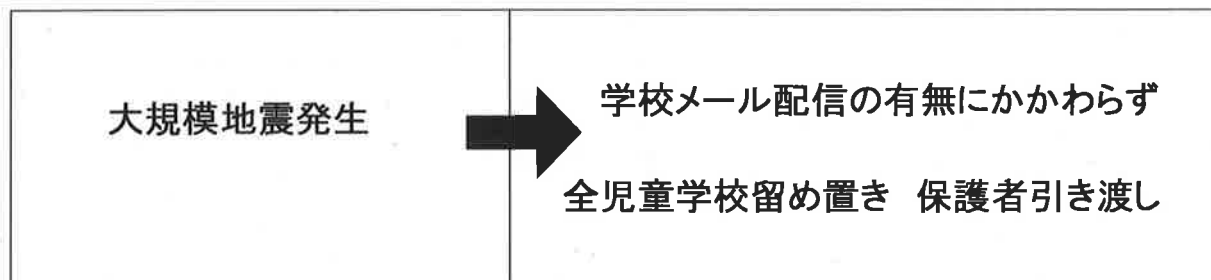 大規模地震発生
学校メール配信の有無にかかわらず
全児童学校留め置き 保護者引き渡し